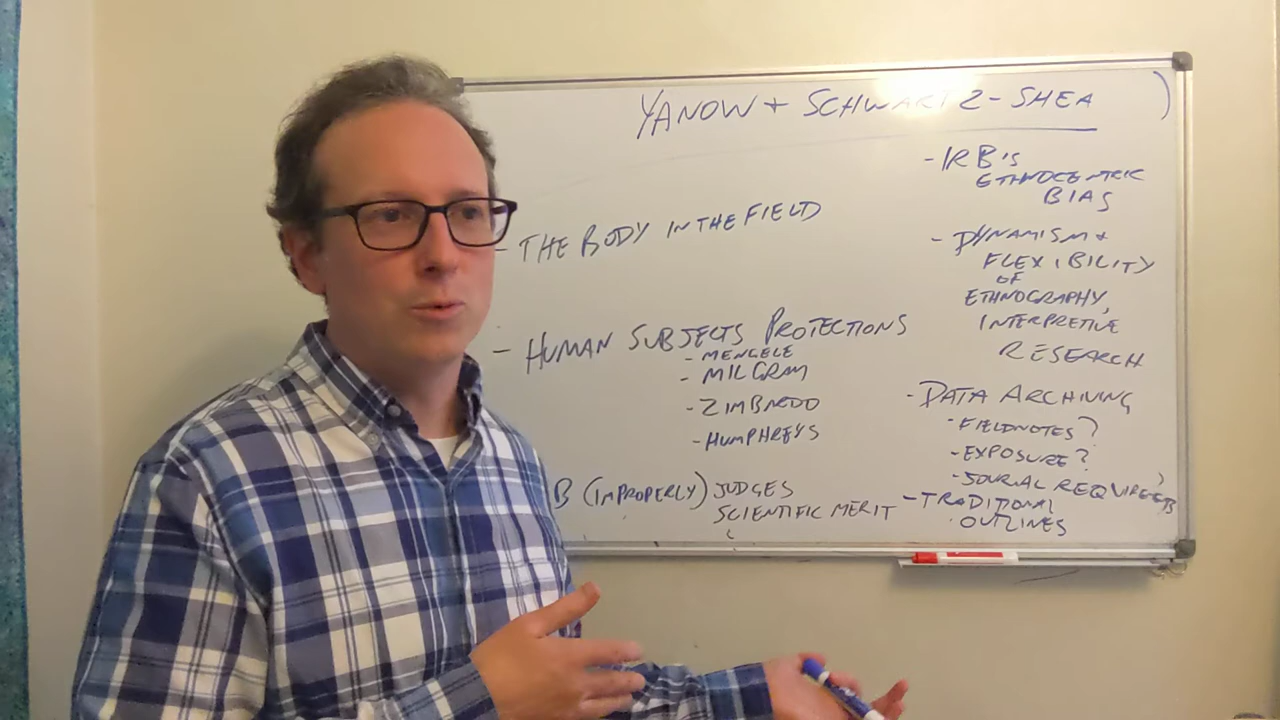 YANOW + SCHWARTZ-SHEA
- THE BODY IN THE FIELD
- HUMAN SUBJECTS PROTECTIONS
- MENGELE
- MILGRAM
- ZIMBARDO
- HUMPHREYS
B (IMPROPERLY) JUDGES
SCIENTIFIC MERIT
- IRB's
ETHNOCENTRIC
BIAS
- DYNAMISM +
FLEXIBILITY
OF
ETHNOGRAPHY,
INTERPRETIVE
RESEARCH
- DATA ARCHIVING
- FIELDNOTES?
- EXPOSURE?
- JOURNAL
- TRADITIONAL
OUTLINES